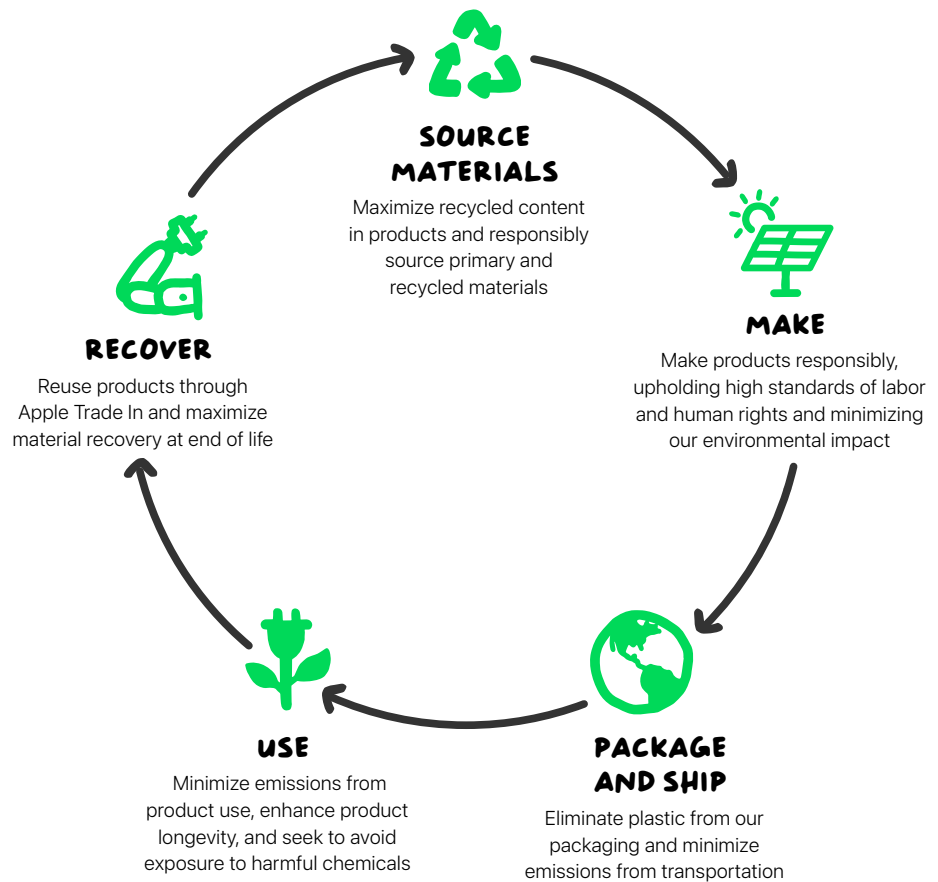 SOURCE
MATERIALS
Maximize recycled content
in products and responsibly
source primary and
recycled materials
MAKE
Make products responsibly,
upholding high standards of labor
and human rights and minimizing
our environmental impact
PACKAGE
AND SHIP
Eliminate plastic from our
packaging and minimize
emissions from transportation
USE
Minimize emissions from
product use, enhance product
longevity, and seek to avoid
exposure to harmful chemicals
RECOVER
Reuse products through
Apple Trade In and maximize
material recovery at end of life